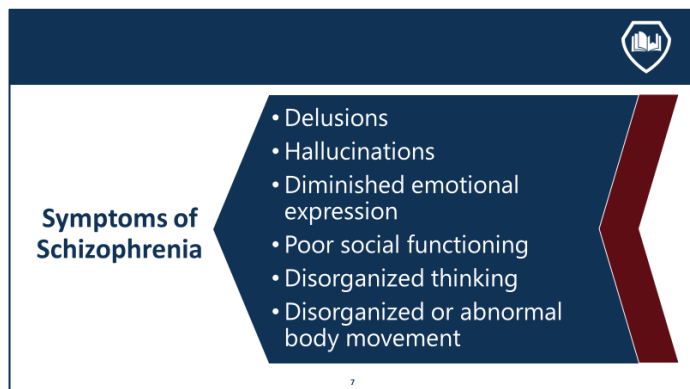 Symptoms of
Schizophrenia
• Delusions
• Hallucinations
• Diminished emotional
expression
• Poor social functioning
• Disorganized thinking
• Disorganized or abnormal
body movement
7